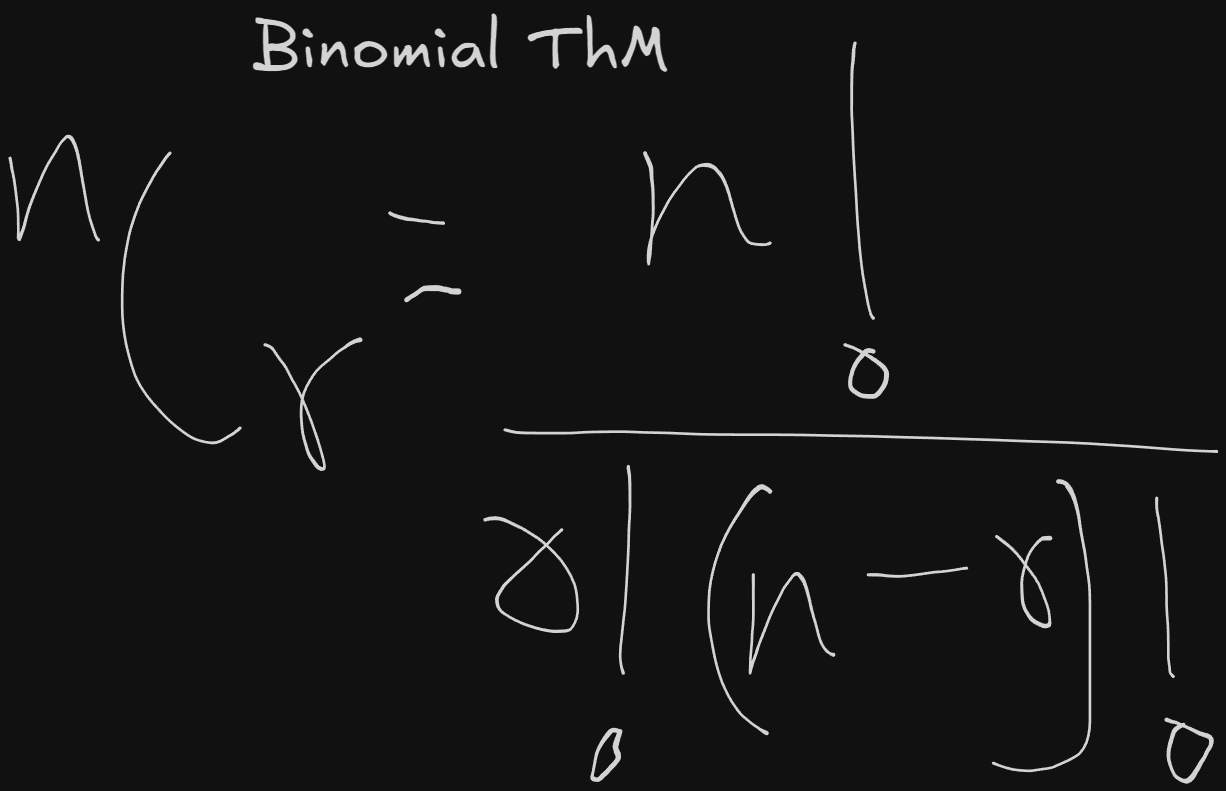 Binomial ThM
nCr = n! / r! (n - r)!